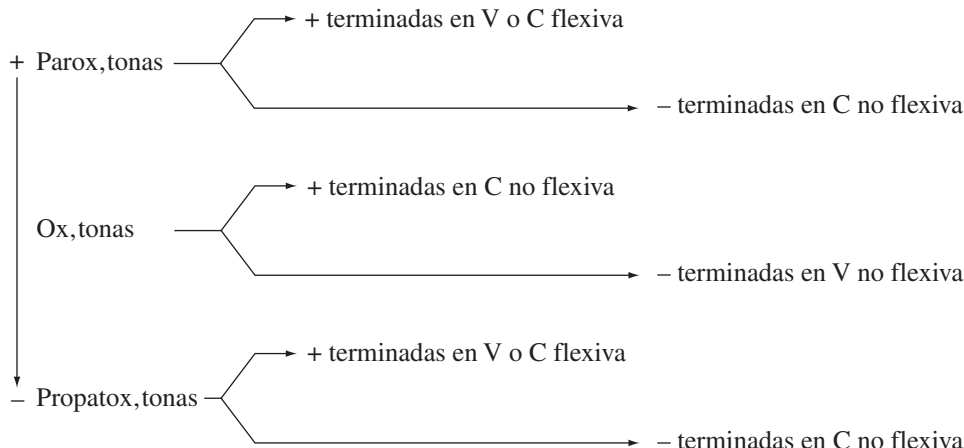 + terminadas en V o C flexiva
+ Parox,tonas
– terminadas en C no flexiva
+ terminadas en C no flexiva
Ox,tonas
– terminadas en V no flexiva
+ terminadas en V o C flexiva
– Propatox,tonas
– terminadas en C no flexiva